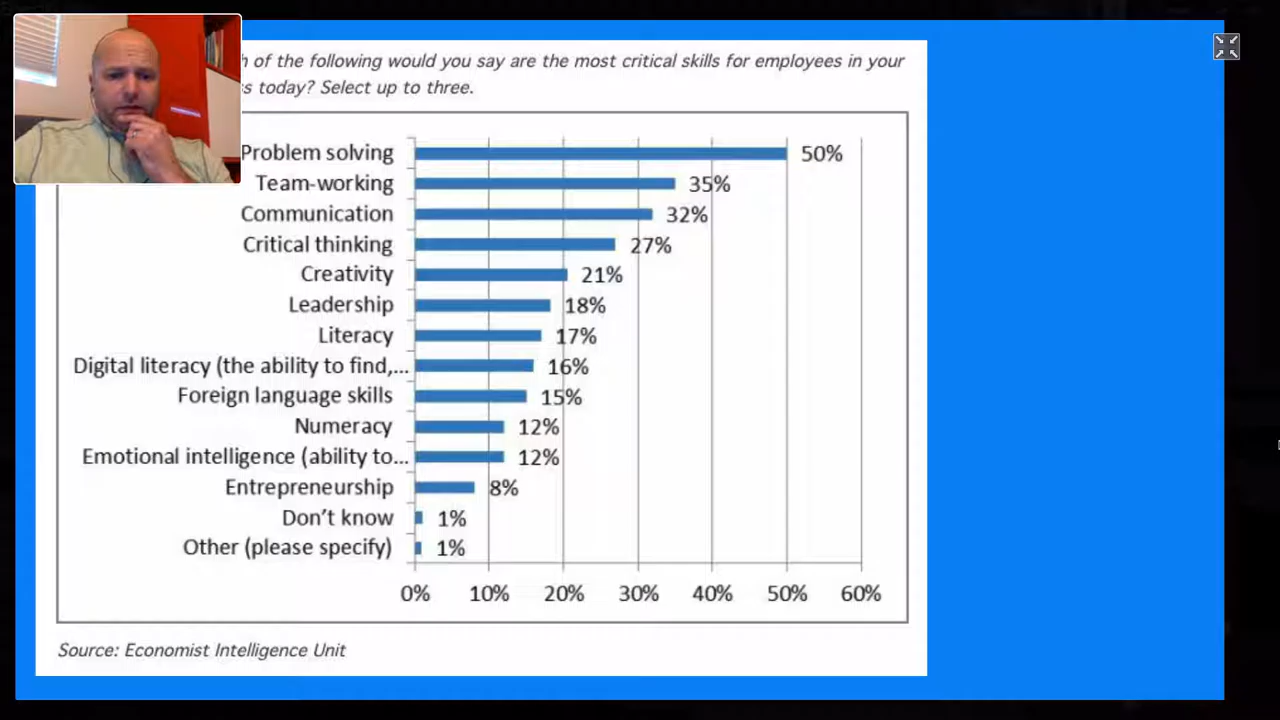 of the following would you say are the most critical skills for employees in your
today? Select up to three.
Problem solving 50%
Team-working 35%
Communication 32%
Critical thinking 27%
Creativity 21%
Leadership 18%
Literacy 17%
Digital literacy (the ability to find,... 16%
Foreign language skills 15%
Numeracy 12%
Emotional intelligence (ability to... 12%
Entrepreneurship 8%
Don't know 1%
Other (please specify) 1%
0% 10% 20% 30% 40% 50% 60%
Source: Economist Intelligence Unit